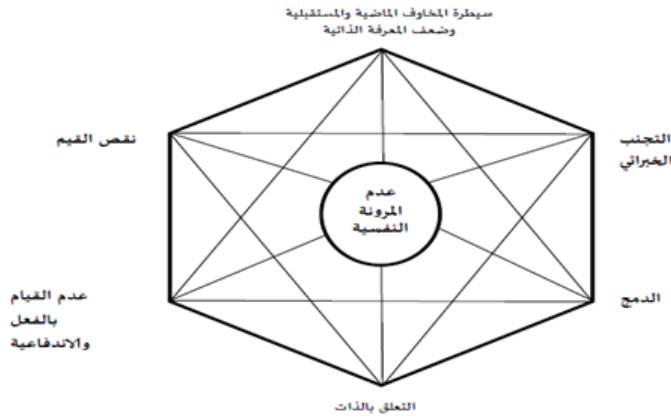 سيطرة المخاوف الماضية والمستقبلية
وضعف المعرفة الذاتية
التجنب
الخبراتي
نقص القيم
عدم
المرونة
النفسية
الدمج
عدم القيام
بالفعل
والاندفاعية
التعلق بالذات